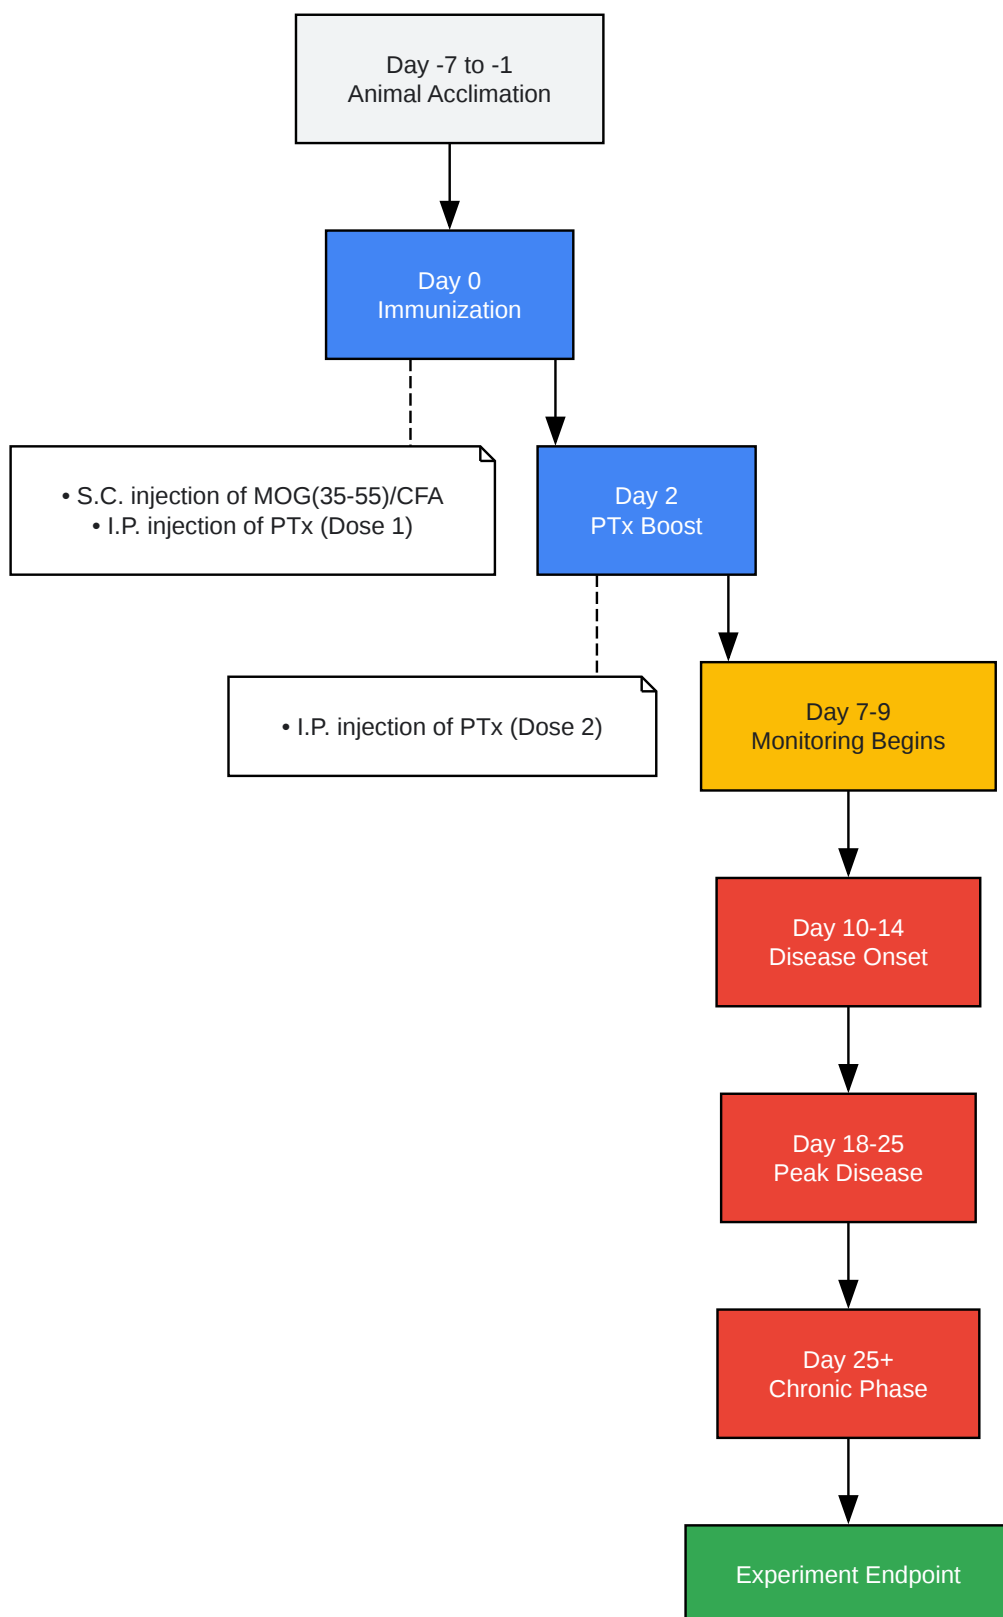 Day -7 to -1
Animal Acclimation
Day 0
Immunization
• S.C. injection of MOG(35-55)/CFA
• I.P. injection of PTx (Dose 1)
Day 2
PTx Boost
• I.P. injection of PTx (Dose 2)
Day 7-9
Monitoring Begins
Day 10-14
Disease Onset
Day 18-25
Peak Disease
Day 25+
Chronic Phase
Experiment Endpoint